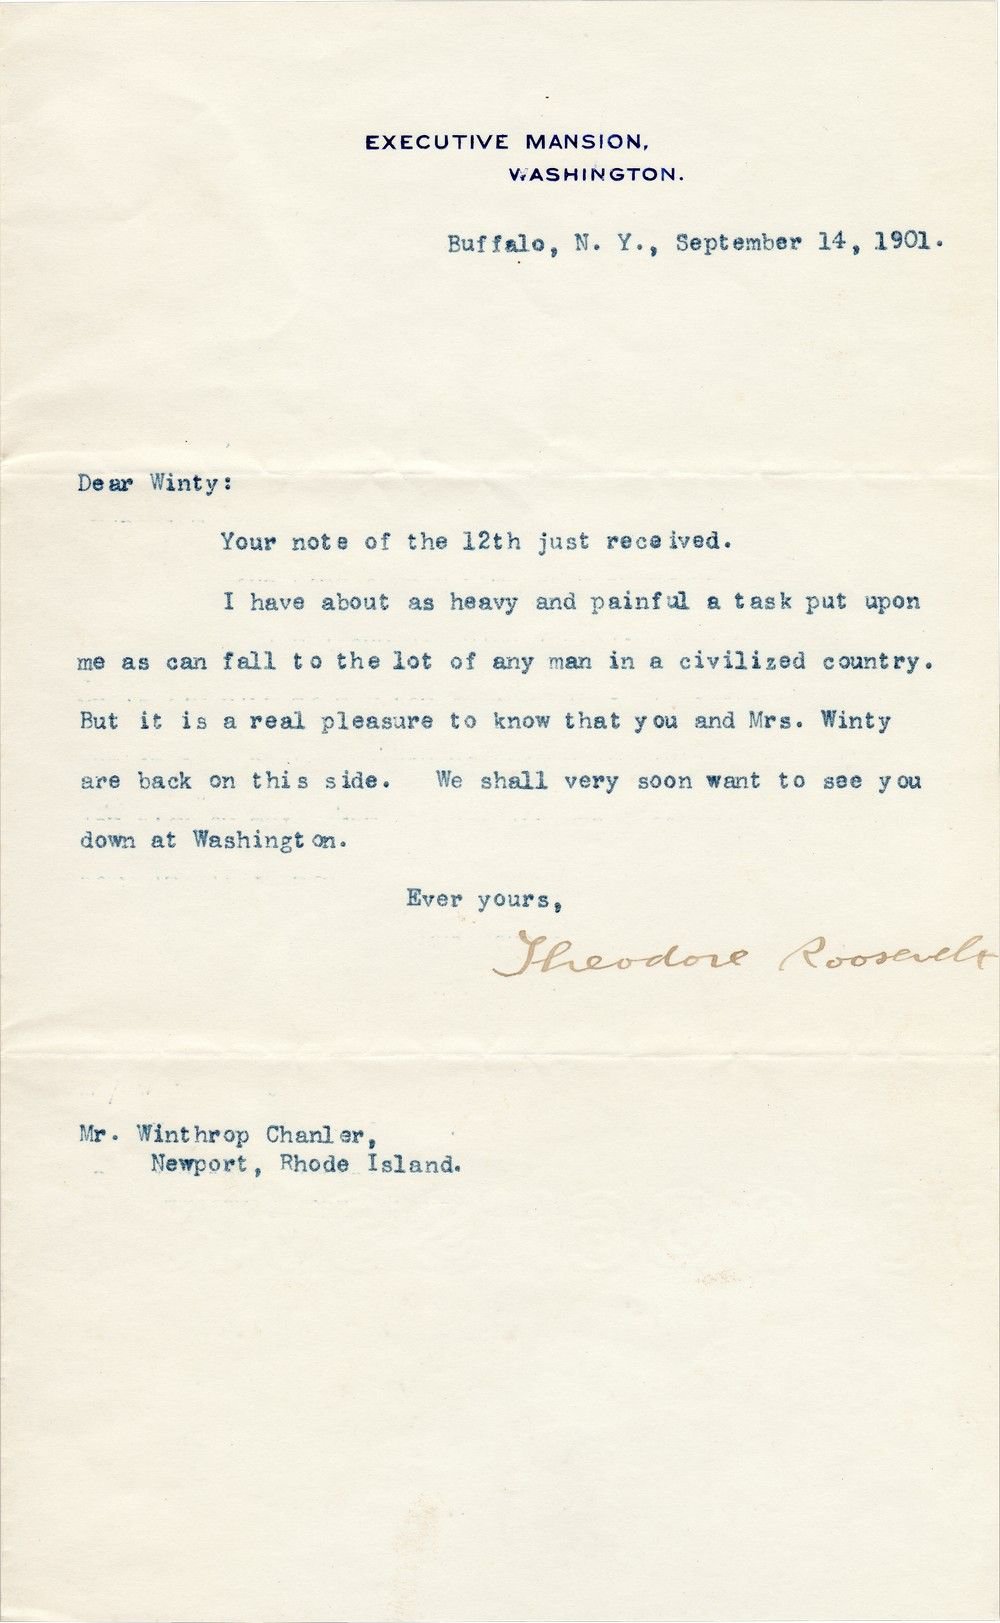 EXECUTIVE MANSION,
WASHINGTON.
Buffalo, N. Y., September 14, 1901.
Dear Winty:
Your note of the 12th just received.
I have about as heavy and painful a task put upon
me as can fall to the lot of any man in a civilized country.
But it is a real pleasure to know that you and Mrs. Winty
are back on this side. We shall very soon want to see you
down at Washington.
Ever yours,
Theodore Roosevelt
Mr. Winthrop Chanler,
Newport, Rhode Island.